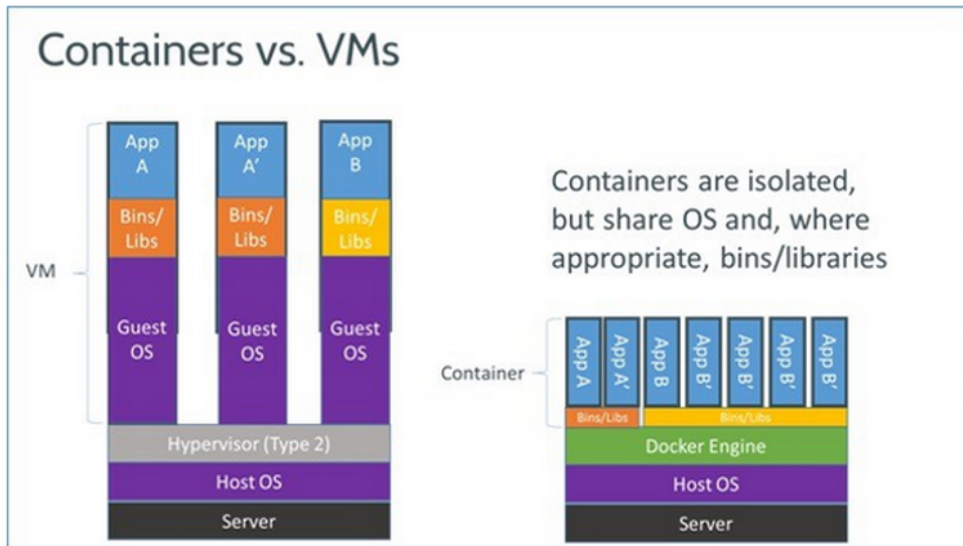 Containers vs. VMs
App
A
App
A'
App
B
Bins/
Libs
Bins/
Libs
Bins/
Libs
VM
Guest
OS
Guest
OS
Guest
OS
Hypervisor (Type 2)
Host OS
Server
Containers are isolated,
but share OS and, where
appropriate, bins/libraries
Container
App A
App A'
App B
App B'
App B'
App B'
App B'
Bins/Libs
Bins/Libs
Docker Engine
Host OS
Server